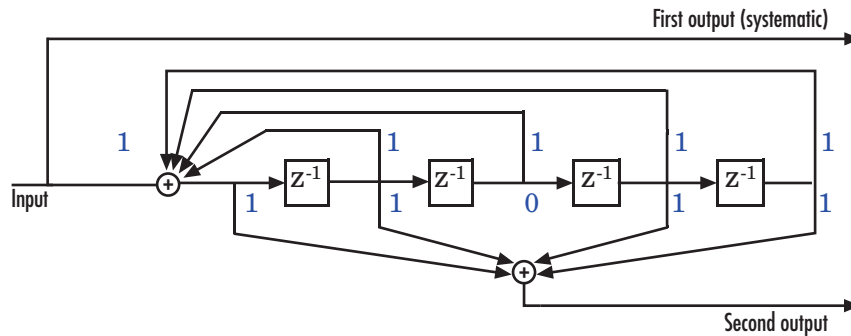 First output (systematic)
1 1 1 1 1
+ z-1 z-1 z-1 z-1
Input
1 1 0 1 1
+
Second output